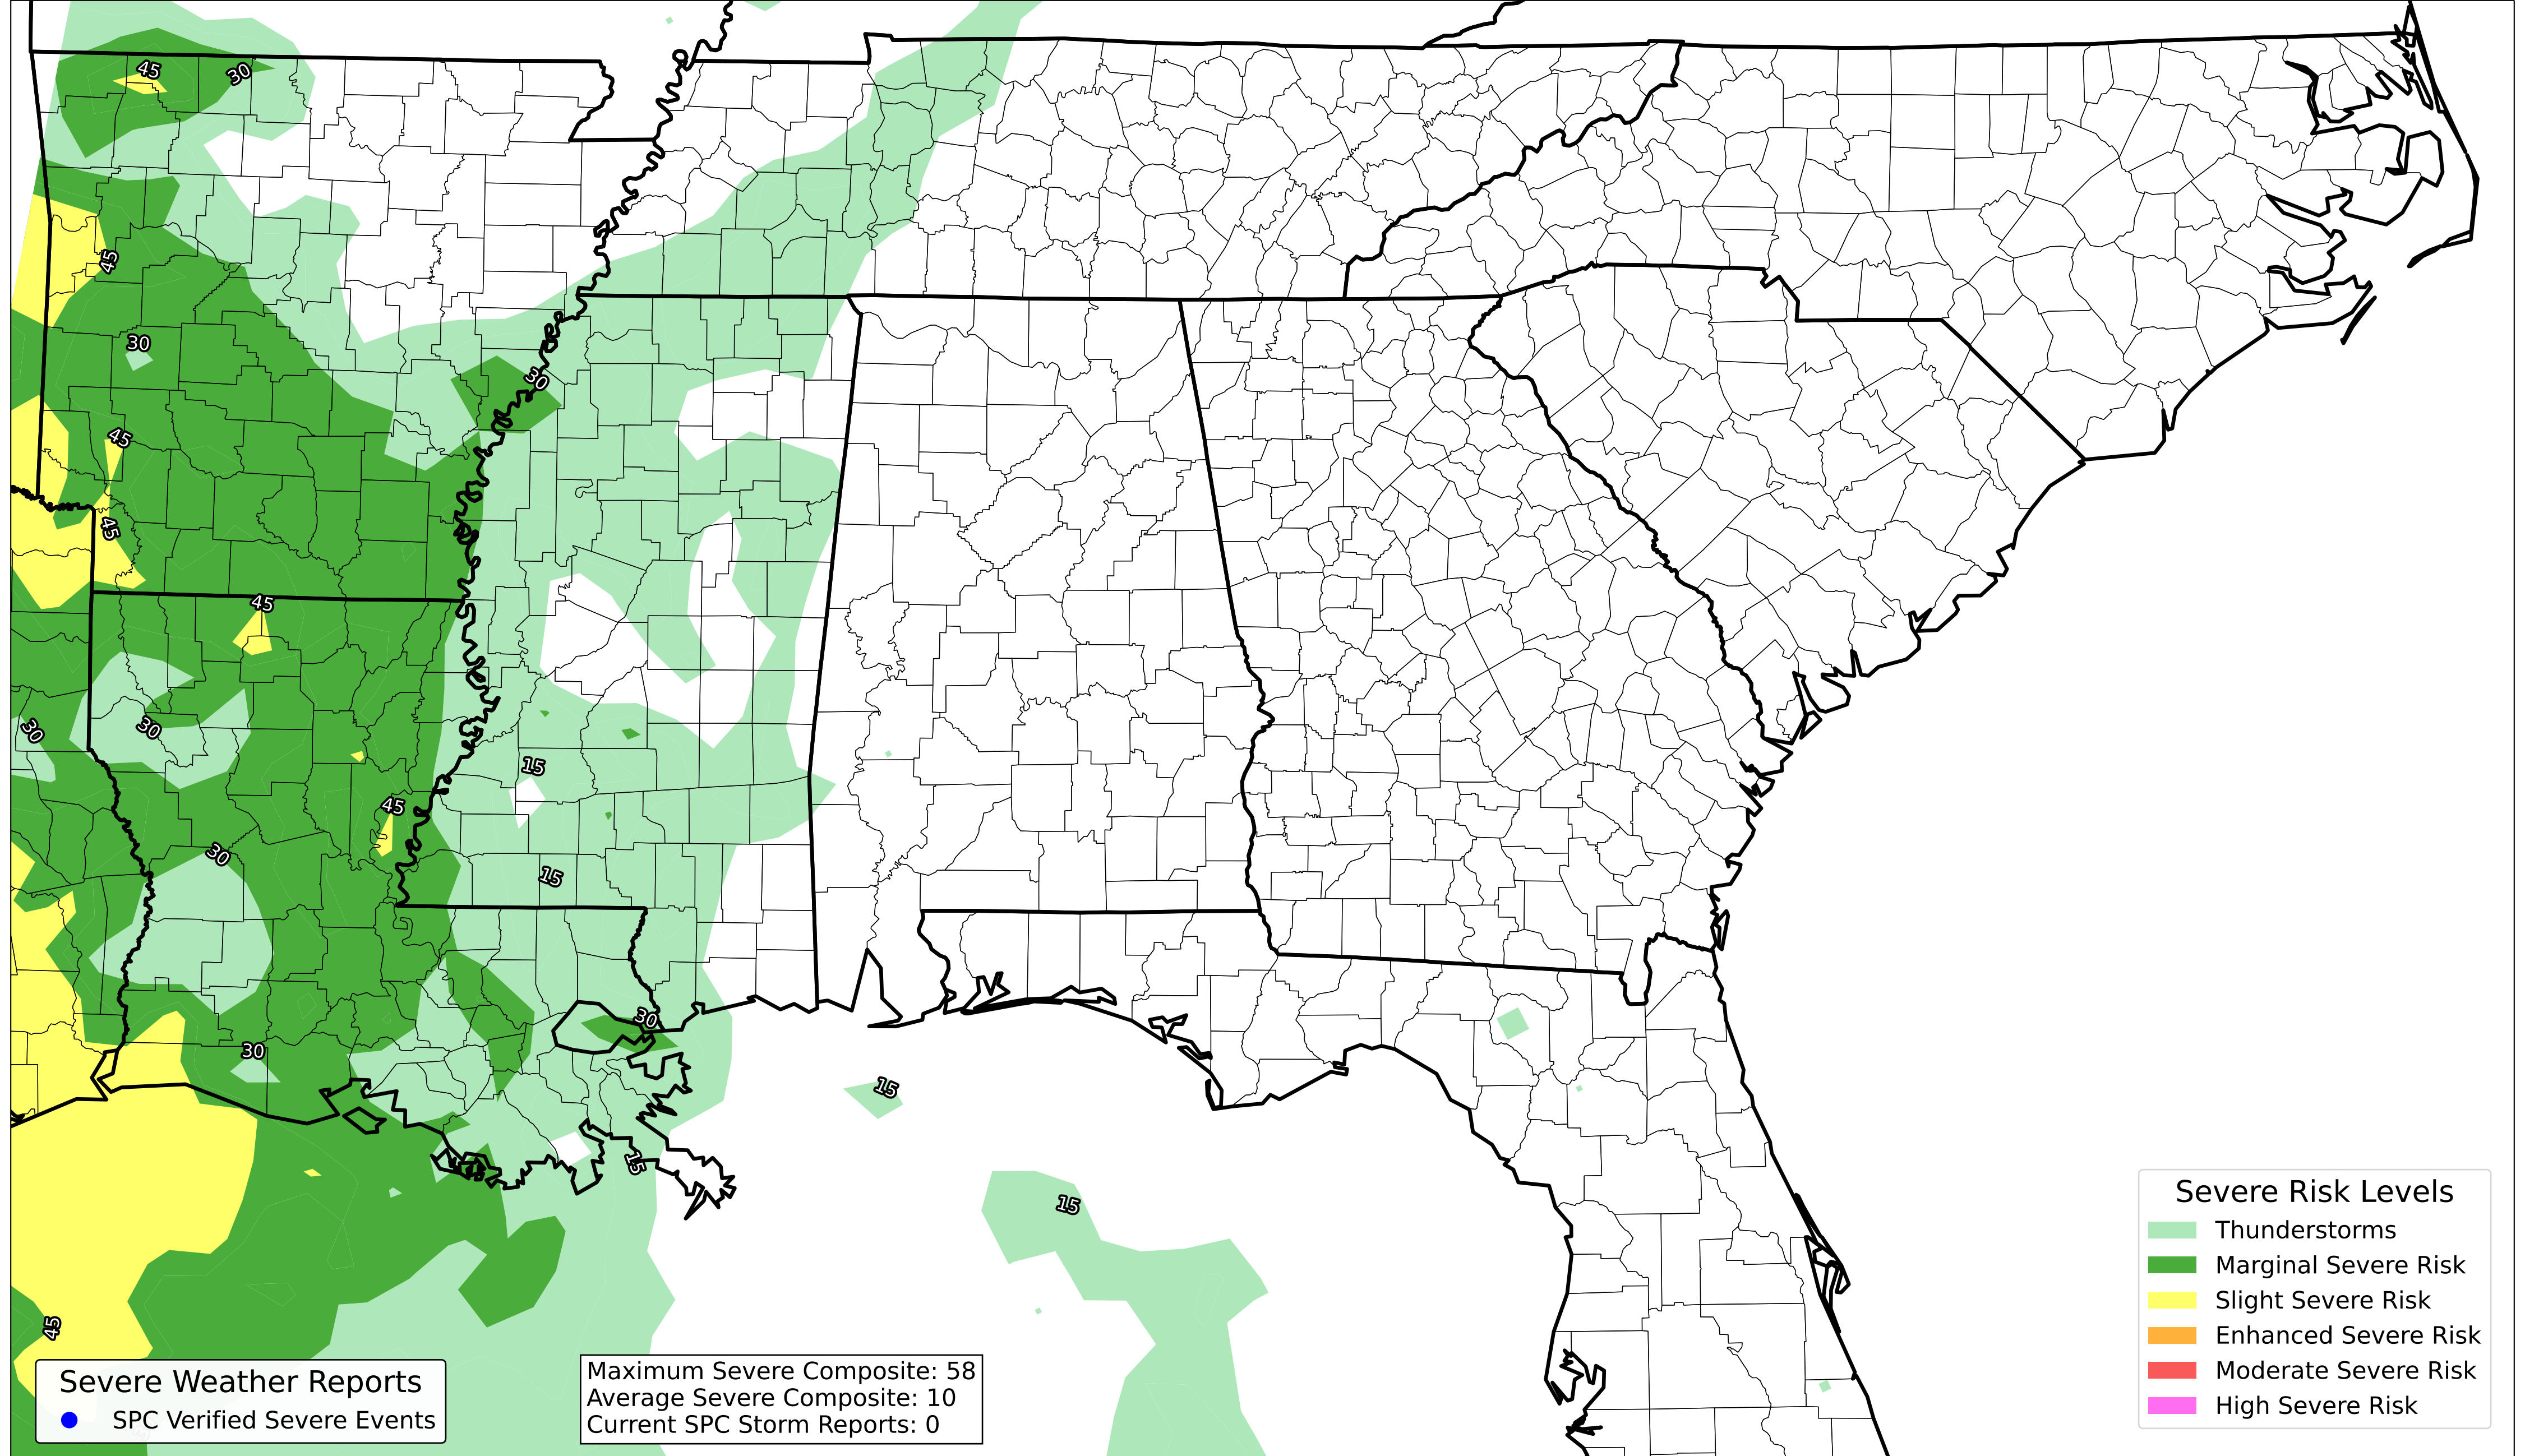 45
30
45
30
30
45
45
45
30
30
15
45
30
15
30
30
15
15
15
45
Severe Weather Reports
SPC Verified Severe Events
Maximum Severe Composite: 58
Average Severe Composite: 10
Current SPC Storm Reports: 0
Severe Risk Levels
Thunderstorms
Marginal Severe Risk
Slight Severe Risk
Enhanced Severe Risk
Moderate Severe Risk
High Severe Risk